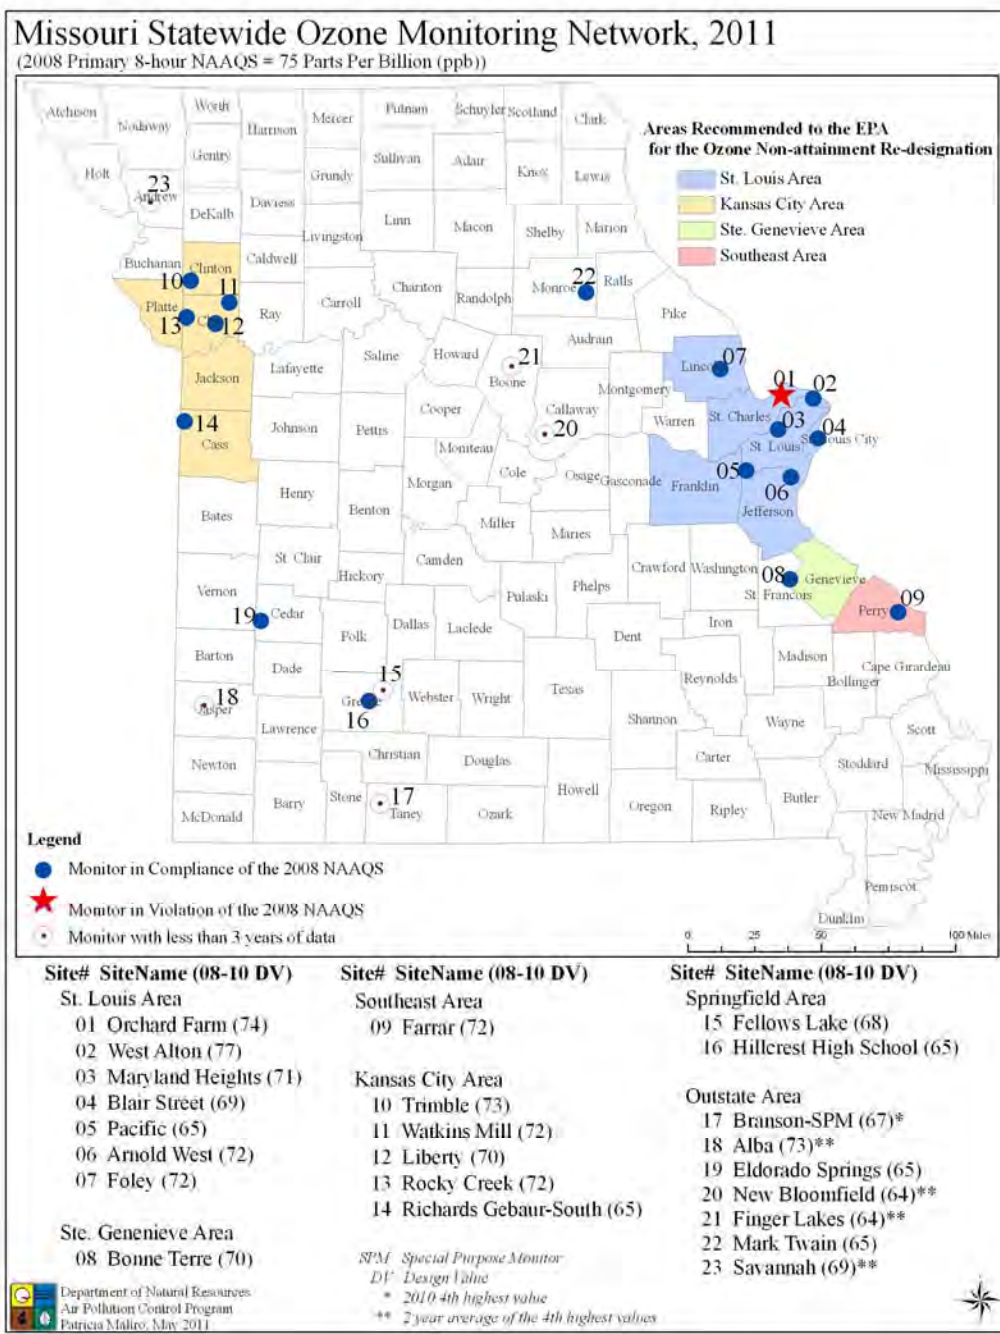 Missouri Statewide Ozone Monitoring Network, 2011
(2008 Primary 8-hour NAAQS = 75 Parts Per Billion (ppb))
Areas Recommended to the EPA
for the Ozone Non-attainment Re-designation
St. Louis Area
Kansas City Area
Ste. Genevieve Area
Southeast Area
Atchison
Nodaway
Worth
Harrison
Mercer
Putnam
Schuyler
Scotland
Clark
Holt
Gentry
Grundy
Sullivan
Adair
Knox
Lewis
23
Andrew
DeKalb
Daviess
Livingston
Linn
Macon
Shelby
Marion
Buchanan
Clinton
Caldwell
10
11
Chariton
Randolph
Monroe
22
Ralls
Platte
13
12
Ray
Carroll
Pike
Audrain
Jackson
Lafayette
Saline
Howard
21
Boone
Callaway
Montgomery
07
01
02
Warren
St. Charles
03
04
St. Louis
14
Cass
Johnson
Pettis
Cooper
Moniteau
20
Cole
Osage
Gasconade
Franklin
05
06
Jefferson
Bates
Henry
Benton
Morgan
Miller
Maries
St. Clair
Hickory
Camden
Pulaski
Phelps
Crawford
Washington
08
St. Francois
Genevieve
Perry
09
Vernon
19
Cedar
Polk
Dallas
Laclede
Dent
Iron
Madison
Cape Girardeau
Bollinger
Barton
Dade
15
16
Webster
Wright
Texas
Reynolds
Shannon
Wayne
Scott
18
Jasper
Lawrence
Christian
Douglas
Howell
Carter
Stoddard
Mississippi
Newton
McDonald
Barry
Stone
17
Taney
Ozark
Oregon
Ripley
Butler
New Madrid
Pemiscot
Dunklin
Legend
Monitor in Compliance of the 2008 NAAQS
Monitor in Violation of the 2008 NAAQS
Monitor with less than 3 years of data
0 25 50 100 Miles
Site# SiteName (08-10 DV)
St. Louis Area
01 Orchard Farm (74)
02 West Alton (77)
03 Maryland Heights (71)
04 Blair Street (69)
05 Pacific (65)
06 Arnold West (72)
07 Foley (72)
Ste. Genenieve Area
08 Bonne Terre (70)
Site# SiteName (08-10 DV)
Southeast Area
09 Farrar (72)
Kansas City Area
10 Trimble (73)
11 Watkins Mill (72)
12 Liberty (70)
13 Rocky Creek (72)
14 Richards Gebaur-South (65)
SPM Special Purpose Monitor
DV Design Value
* 2010 4th highest value
** 2 year average of the 4th highest values
Site# SiteName (08-10 DV)
Springfield Area
15 Fellows Lake (68)
16 Hillcrest High School (65)
Outstate Area
17 Branson-SPM (67)*
18 Alba (73)**
19 Eldorado Springs (65)
20 New Bloomfield (64)**
21 Finger Lakes (64)**
22 Mark Twain (65)
23 Savannah (69)**
Department of Natural Resources
Air Pollution Control Program
Patricia Maliro, May 2011